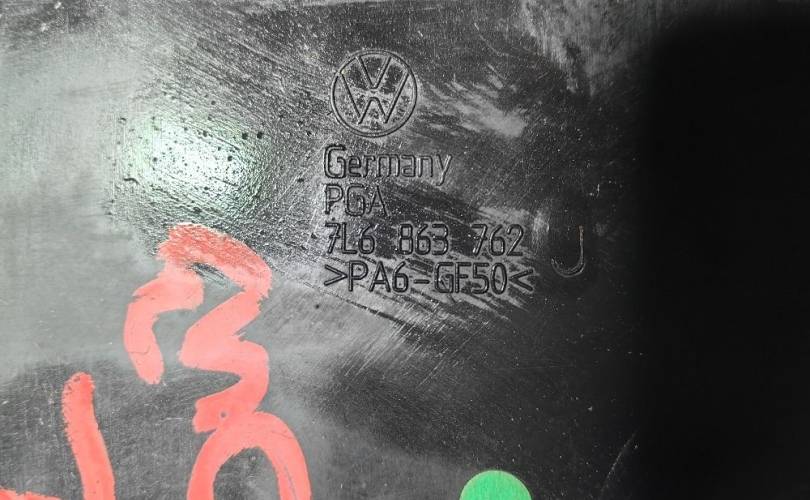 Germany
PGA
7L6 863 762 J
>PA6-GF50<